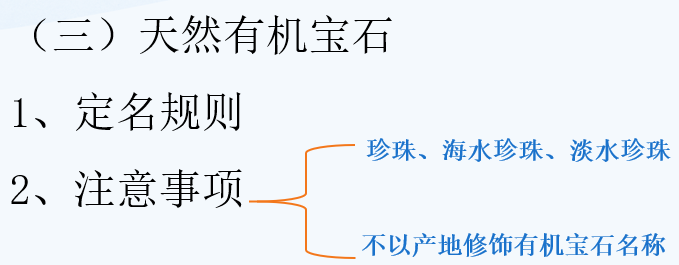 （三）天然有机宝石
1、定名规则
珍珠、海水珍珠、淡水珍珠
2、注意事项
不以产地修饰有机宝石名称